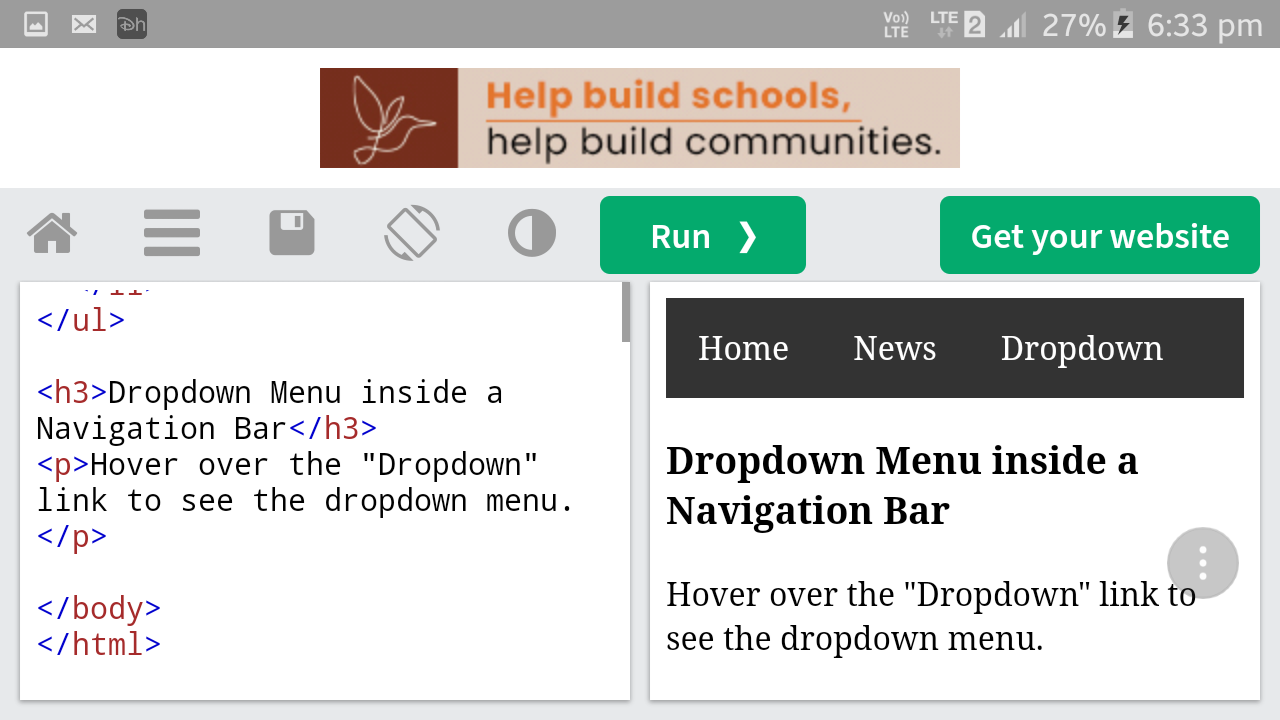 Dh Vo) LTE LTE 2 27% 6:33 pm
Help build schools,
help build communities.
Run ❯ Get your website
</li>
</ul>
<h3>Dropdown Menu inside a
Navigation Bar</h3>
<p>Hover over the "Dropdown"
link to see the dropdown menu.
</p>
</body>
</html>
Home News Dropdown
Dropdown Menu inside a
Navigation Bar
Hover over the "Dropdown" link to
see the dropdown menu.